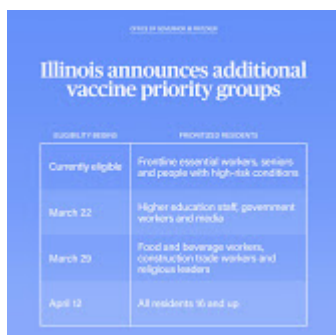 OFFICE OF GOVERNOR JB PRITZKER
Illinois announces additional
vaccine priority groups
ELIGIBILITY BEGINS
PRIORITIZED RESIDENTS
Currently eligible
Frontline essential workers, seniors
and people with high-risk conditions
March 22
Higher education staff, government
workers and media
March 29
Food and beverage workers,
construction trade workers and
religious leaders
April 12
All residents 16 and up